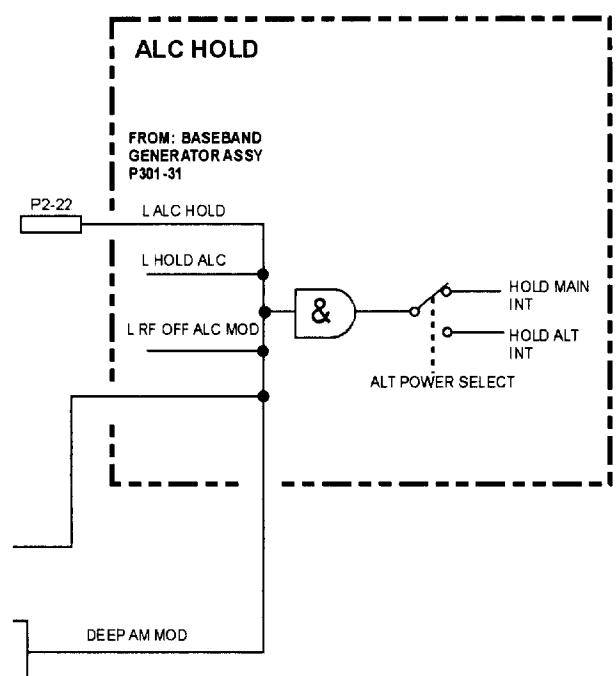 ALC HOLD
FROM: BASEBAND
GENERATOR ASSY
P301-31
P2-22
L ALC HOLD
L HOLD ALC
L RF OFF ALC MOD
&
HOLD MAIN
INT
HOLD ALT
INT
ALT POWER SELECT
DEEP AM MOD